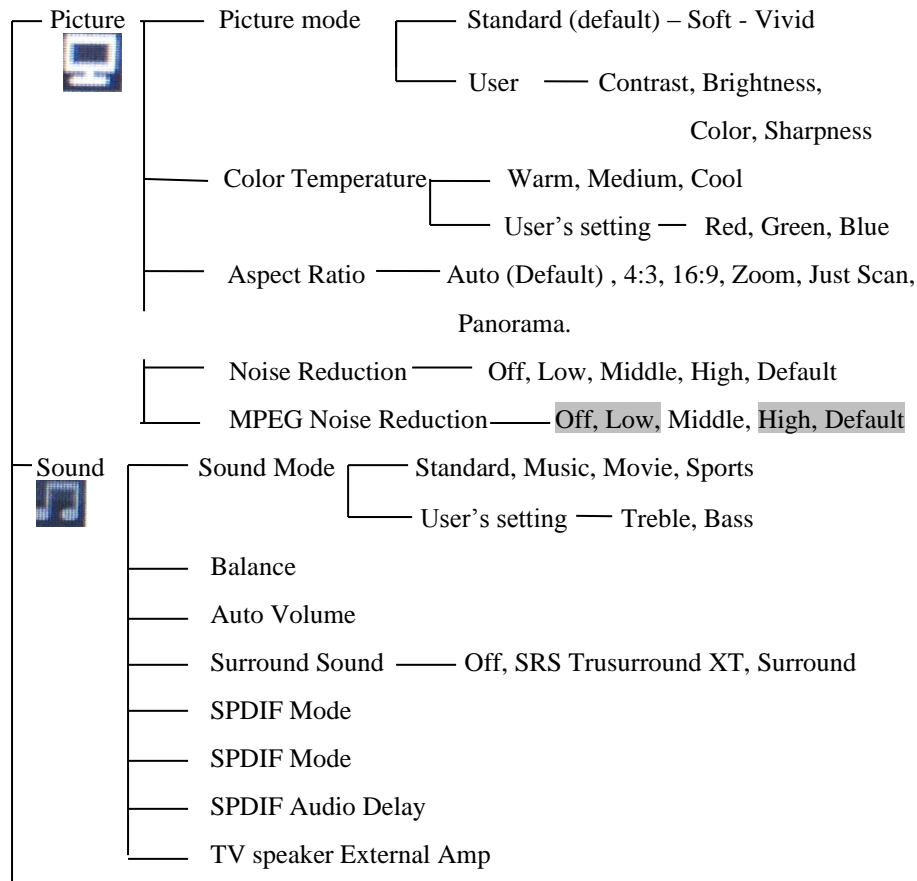 Picture Picture mode Standard (default) – Soft - Vivid
User Contrast, Brightness,
Color, Sharpness
Color Temperature Warm, Medium, Cool
User’s setting Red, Green, Blue
Aspect Ratio Auto (Default) , 4:3, 16:9, Zoom, Just Scan,
Panorama.
Noise Reduction Off, Low, Middle, High, Default
MPEG Noise Reduction Off, Low, Middle, High, Default
Sound Sound Mode Standard, Music, Movie, Sports
User’s setting Treble, Bass
Balance
Auto Volume
Surround Sound Off, SRS Trusurround XT, Surround
SPDIF Mode
SPDIF Mode
SPDIF Audio Delay
TV speaker External Amp